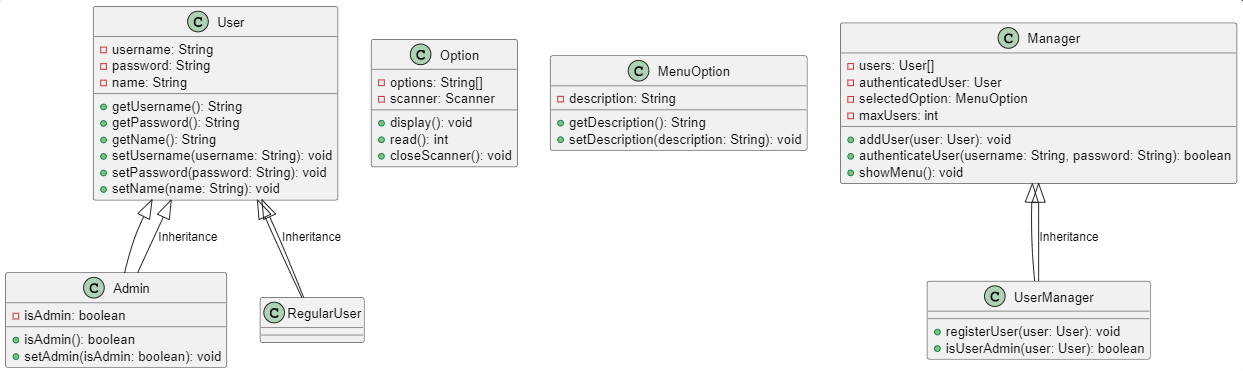 C User
username: String
password: String
name: String
getUsername(): String
getPassword(): String
getName(): String
setUsername(username: String): void
setPassword(password: String): void
setName(name: String): void
C Option
options: String[]
scanner: Scanner
display(): void
read(): int
closeScanner(): void
C MenuOption
description: String
getDescription(): String
setDescription(description: String): void
C Manager
users: User[]
authenticatedUser: User
selectedOption: MenuOption
maxUsers: int
addUser(user: User): void
authenticateUser(username: String, password: String): boolean
showMenu(): void
Inheritance
Inheritance
Inheritance
C Admin
isAdmin: boolean
isAdmin(): boolean
setAdmin(isAdmin: boolean): void
C RegularUser
C UserManager
registerUser(user: User): void
isUserAdmin(user: User): boolean